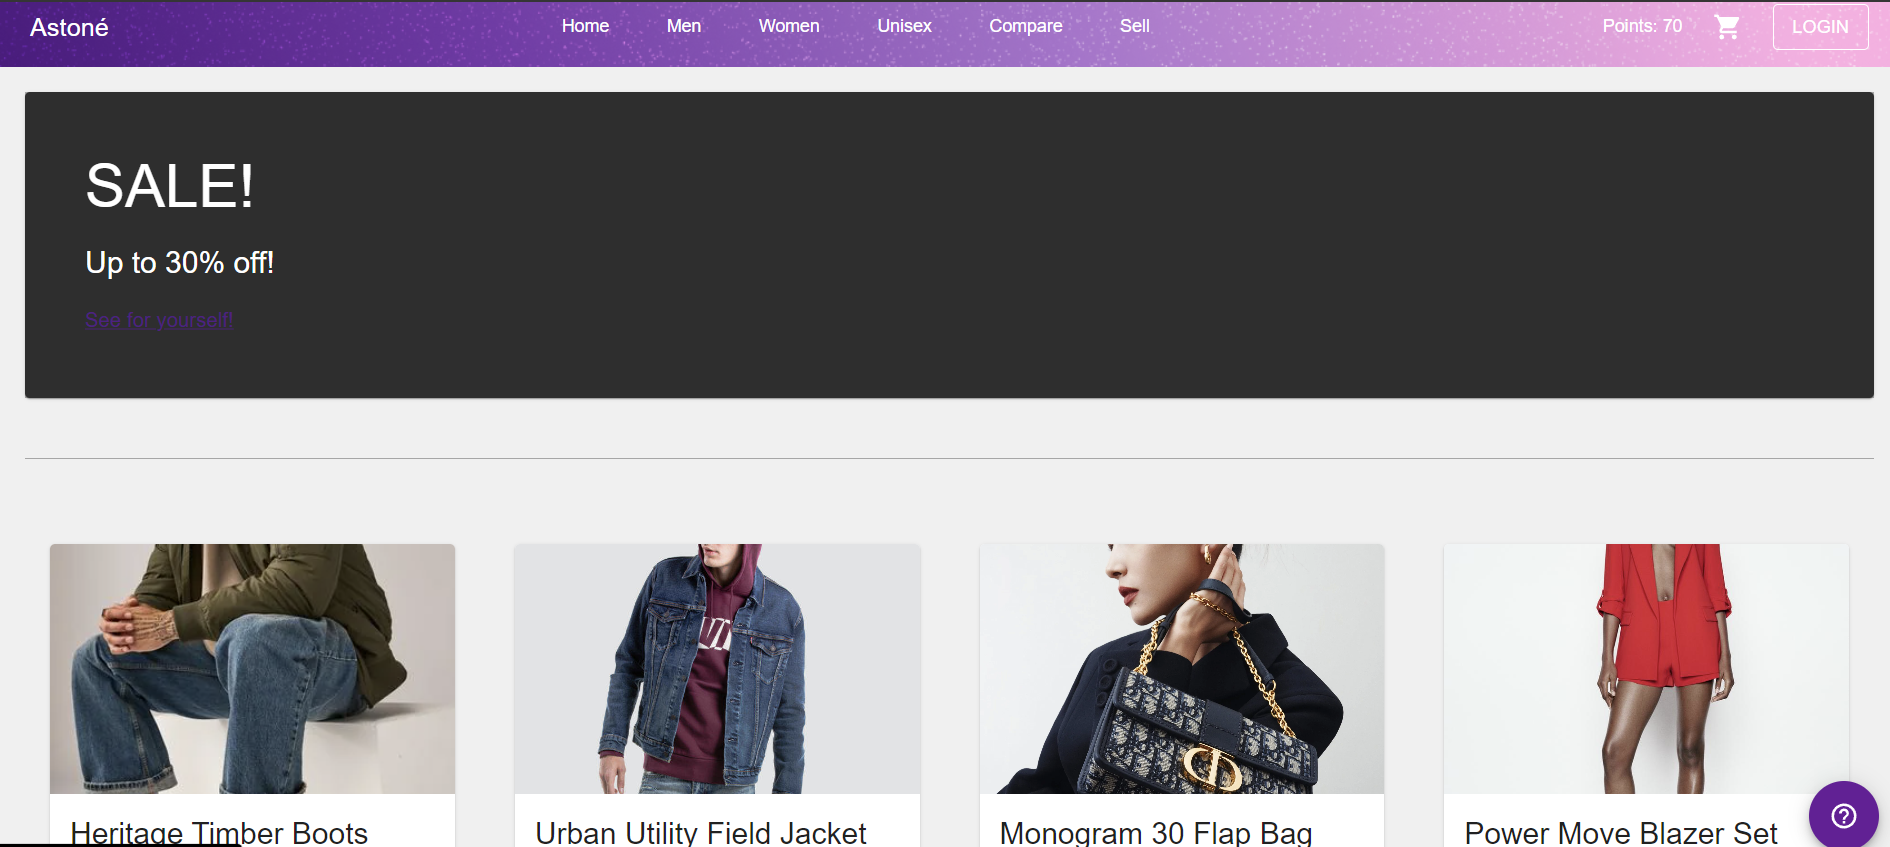 Astoné
Home Men Women Unisex Compare Sell
Points: 70
LOGIN
SALE!
Up to 30% off!
See for yourself!
Heritage Timber Boots
Urban Utility Field Jacket
Monogram 30 Flap Bag
Power Move Blazer Set